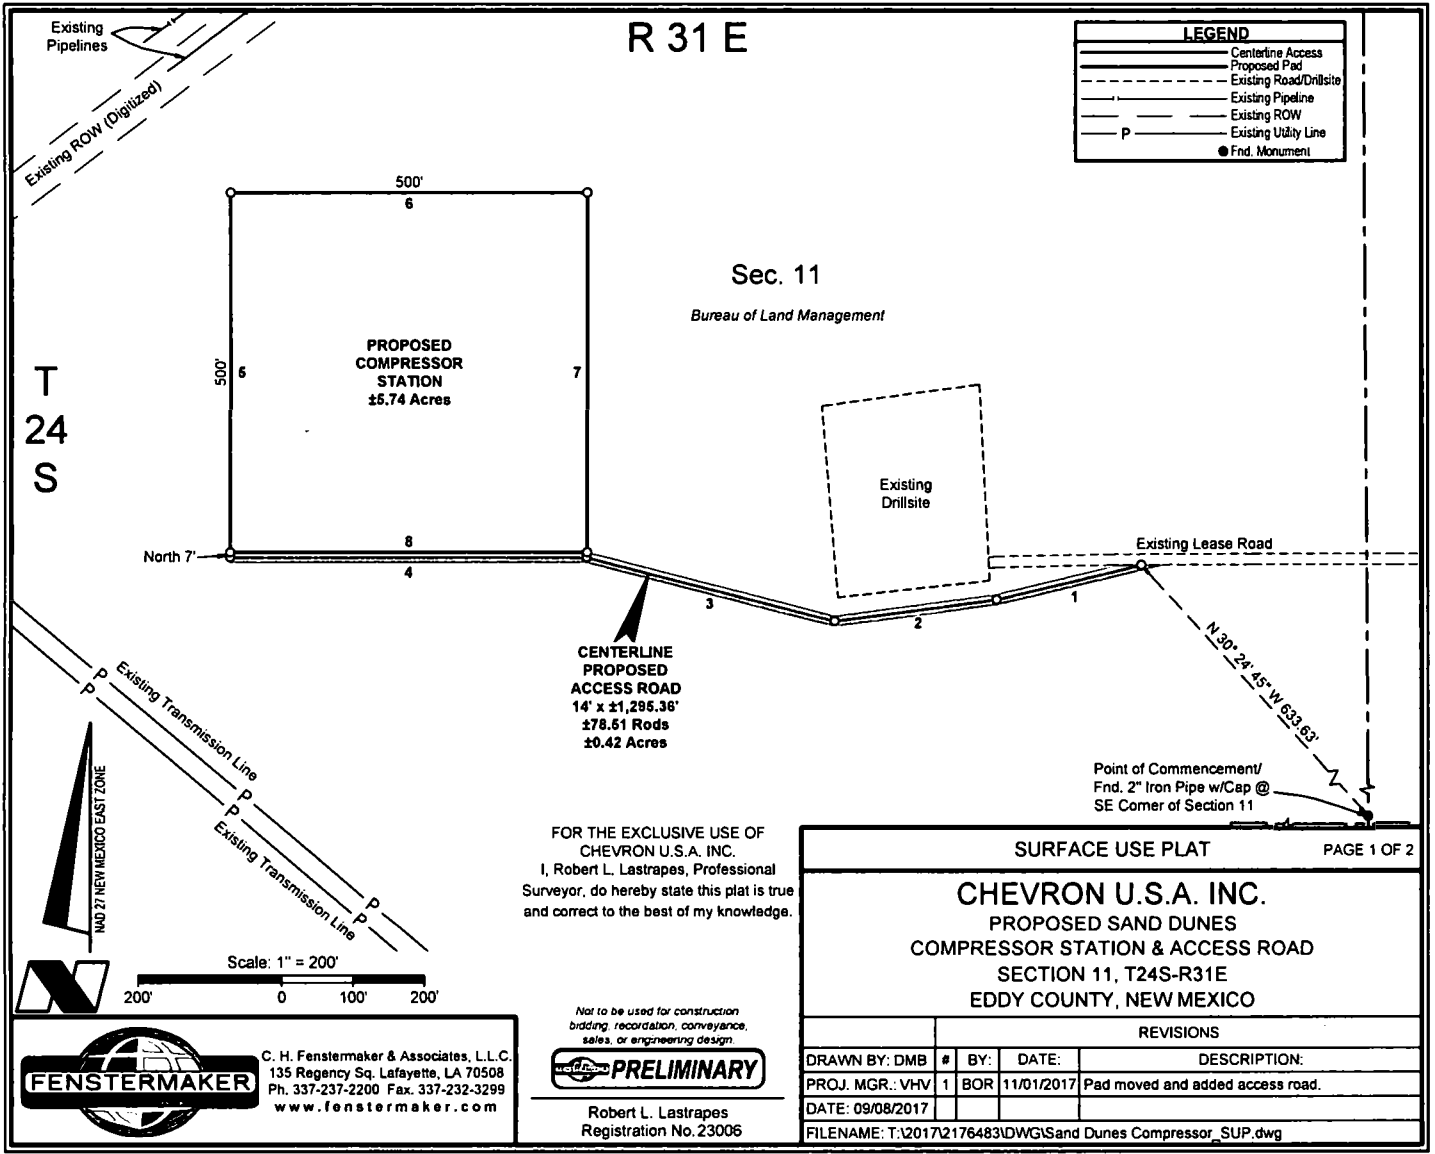 Existing
Pipelines
Existing ROW (Digitized)
R 31 E
LEGEND
Centerline Access
Proposed Pad
Existing Road/Drillsite
Existing Pipeline
Existing ROW
P
Existing Utility Line
Fnd. Monument
500'
6
Sec. 11
Bureau of Land Management
T
24
S
500'
5
PROPOSED
COMPRESSOR
STATION
±5.74 Acres
7
Existing
Drillsite
North 7'
8
4
Existing Lease Road
3
2
1
CENTERLINE
PROPOSED
ACCESS ROAD
14' x ±1,295.36'
±78.51 Rods
±0.42 Acres
N 30° 24' 45" W 633.63'
P
P
Existing Transmission Line
P
P
Existing Transmission Line
P
P
NAD 27 NEW MEXICO EAST ZONE
Point of Commencement/
Fnd. 2" Iron Pipe w/Cap @
SE Corner of Section 11
FOR THE EXCLUSIVE USE OF
CHEVRON U.S.A. INC.
I, Robert L. Lastrapes, Professional
Surveyor, do hereby state this plat is true
and correct to the best of my knowledge.
Scale: 1" = 200'
200' 0 100' 200'
SURFACE USE PLAT PAGE 1 OF 2
CHEVRON U.S.A. INC.
PROPOSED SAND DUNES
COMPRESSOR STATION & ACCESS ROAD
SECTION 11, T24S-R31E
EDDY COUNTY, NEW MEXICO
REVISIONS
DRAWN BY: DMB # BY: DATE: DESCRIPTION:
PROJ. MGR.: VHV 1 BOR 11/01/2017 Pad moved and added access road.
DATE: 09/08/2017
FILENAME: T:\2017\2176483\DWG\Sand Dunes Compressor_SUP.dwg
FENSTERMAKER
C. H. Fenstermaker & Associates, L.L.C.
135 Regency Sq. Lafayette, LA 70508
Ph. 337-237-2200 Fax. 337-232-3299
www.fenstermaker.com
Not to be used for construction
bidding, recordation, conveyance,
sales, or engineering design.
PRELIMINARY
Robert L. Lastrapes
Registration No. 23006